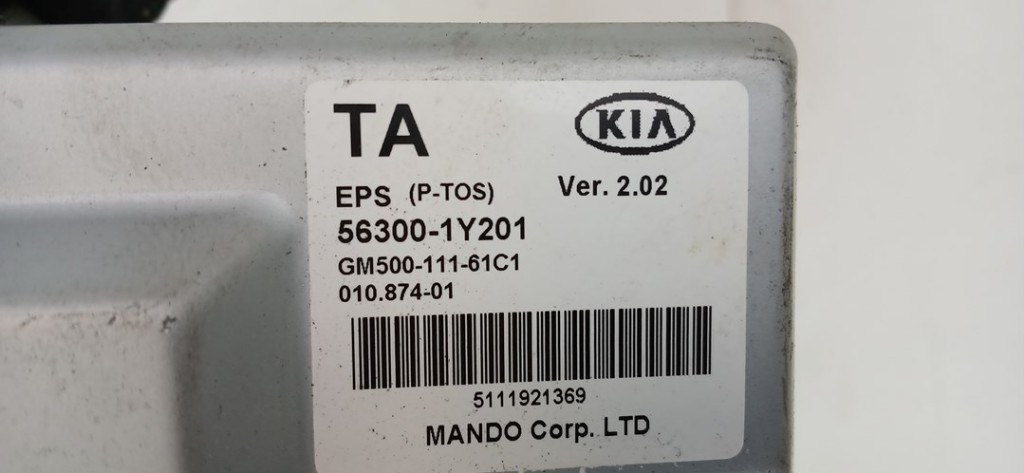 TA
KIA
EPS (P-TOS)
Ver. 2.02
56300-1Y201
GM500-111-61C1
010.874-01
5111921369
MANDO Corp. LTD